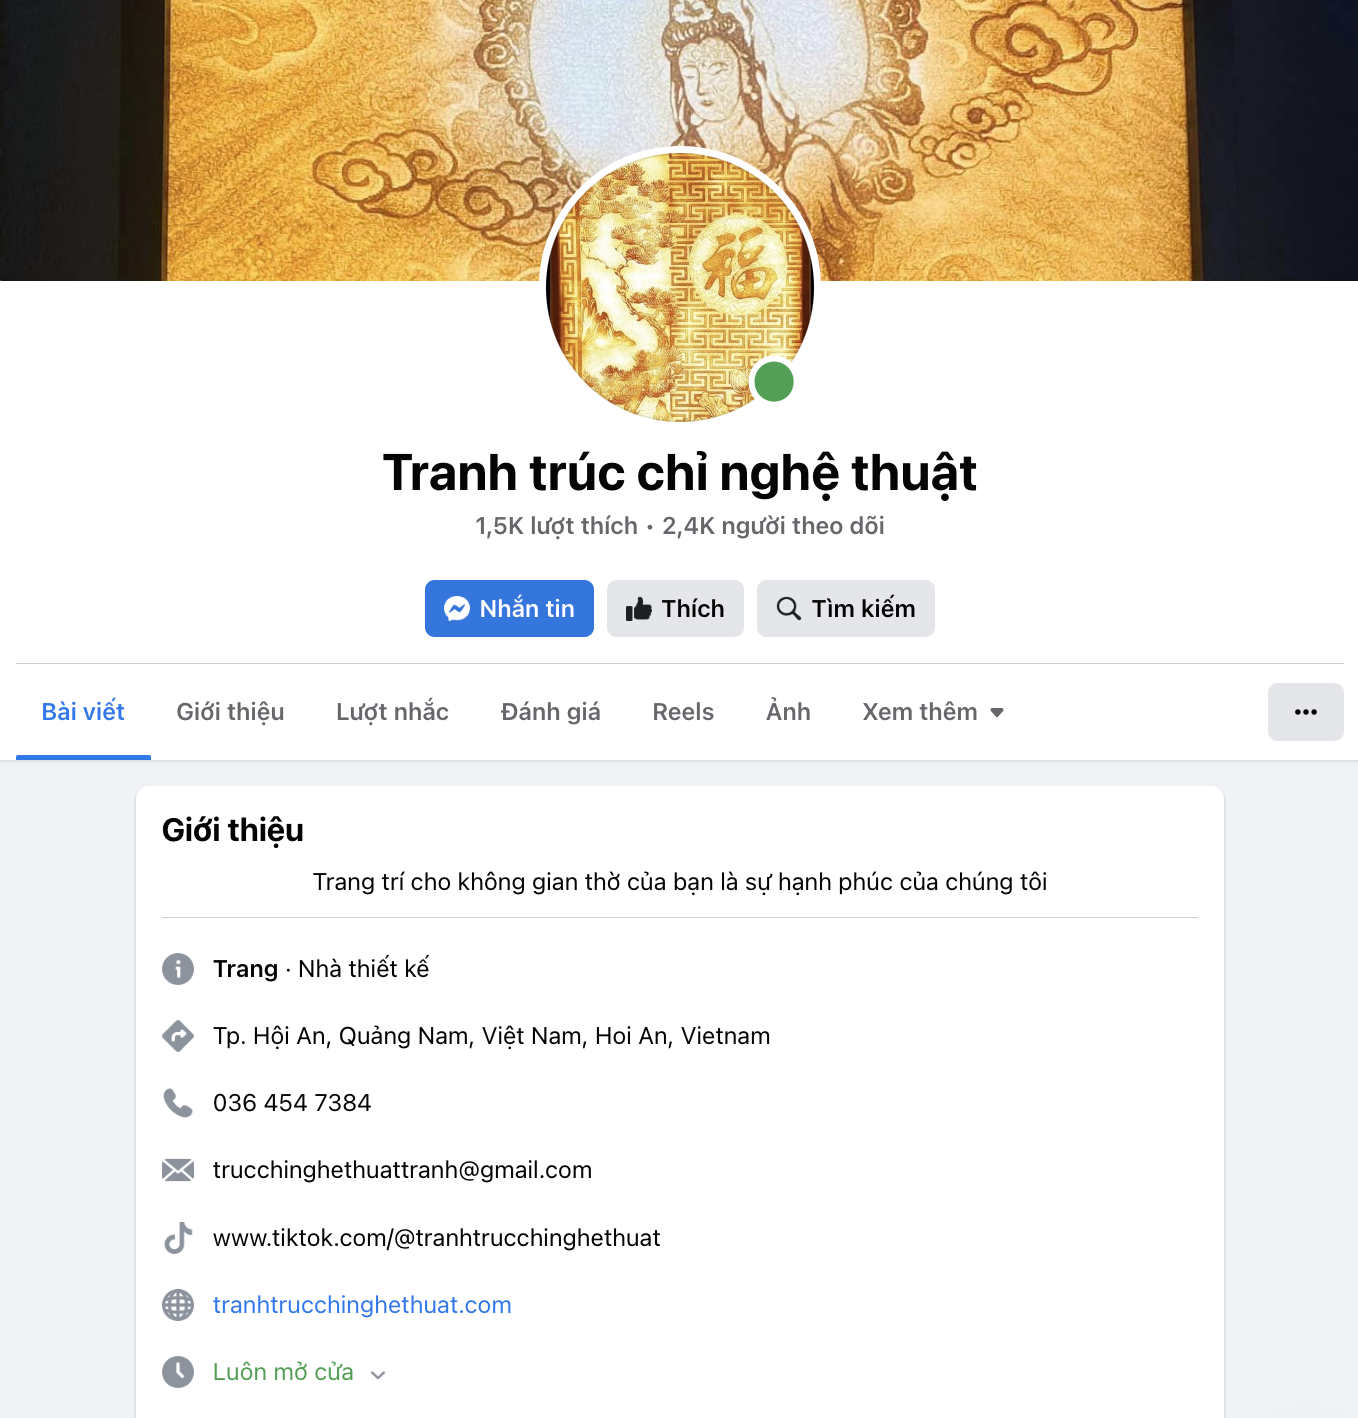 福
Tranh trúc chỉ nghệ thuật
1,5K lượt thích • 2,4K người theo dõi
Nhắn tin
Thích
Tìm kiếm
Bài viết
Giới thiệu
Lượt nhắc
Đánh giá
Reels
Ảnh
Xem thêm
Giới thiệu
Trang trí cho không gian thờ của bạn là sự hạnh phúc của chúng tôi
Trang · Nhà thiết kế
Tp. Hội An, Quảng Nam, Việt Nam, Hoi An, Vietnam
036 454 7384
trucchinghethuattranh@gmail.com
www.tiktok.com/@tranhtrucchinghethuat
tranhtrucchinghethuat.com
Luôn mở cửa